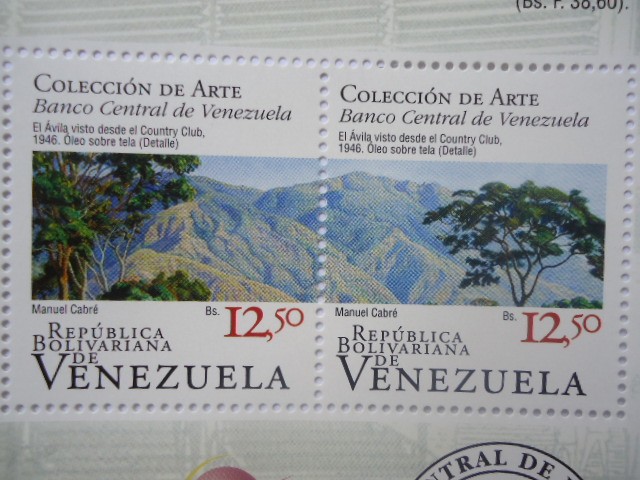 (Bs. F. 38,60).
COLECCIÓN DE ARTE
Banco Central de Venezuela
El Ávila visto desde el Country Club,
1946. Óleo sobre tela (Detalle)
Manuel Cabré
Bs. 12,50
REPÚBLICA
BOLIVARIANA
DE
VENEZUELA
COLECCIÓN DE ARTE
Banco Central de Venezuela
El Ávila visto desde el Country Club,
1946. Óleo sobre tela (Detalle)
Manuel Cabré
Bs. 12,50
REPÚBLICA
BOLIVARIANA
DE
VENEZUELA
NTRAL DE